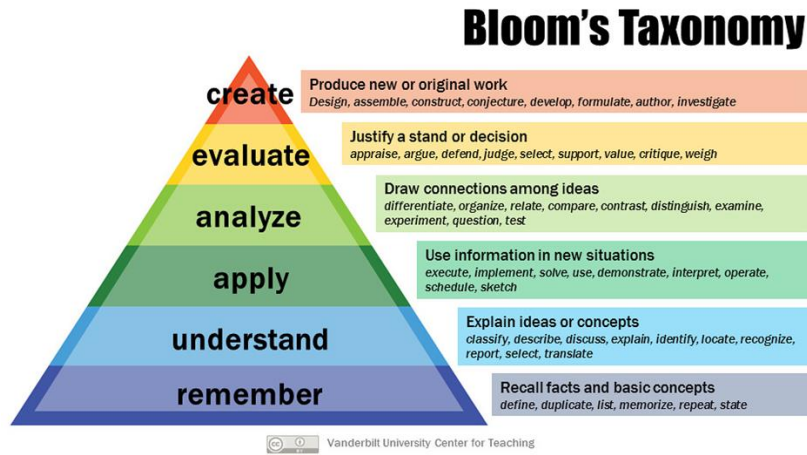 Bloom's Taxonomy
create
Produce new or original work
Design, assemble, construct, conjecture, develop, formulate, author, investigate
evaluate
Justify a stand or decision
appraise, argue, defend, judge, select, support, value, critique, weigh
analyze
Draw connections among ideas
differentiate, organize, relate, compare, contrast, distinguish, examine,
experiment, question, test
apply
Use information in new situations
execute, implement, solve, use, demonstrate, interpret, operate,
schedule, sketch
understand
Explain ideas or concepts
classify, describe, discuss, explain, identify, locate, recognize,
report, select, translate
remember
Recall facts and basic concepts
define, duplicate, list, memorize, repeat, state
cc BY Vanderbilt University Center for Teaching